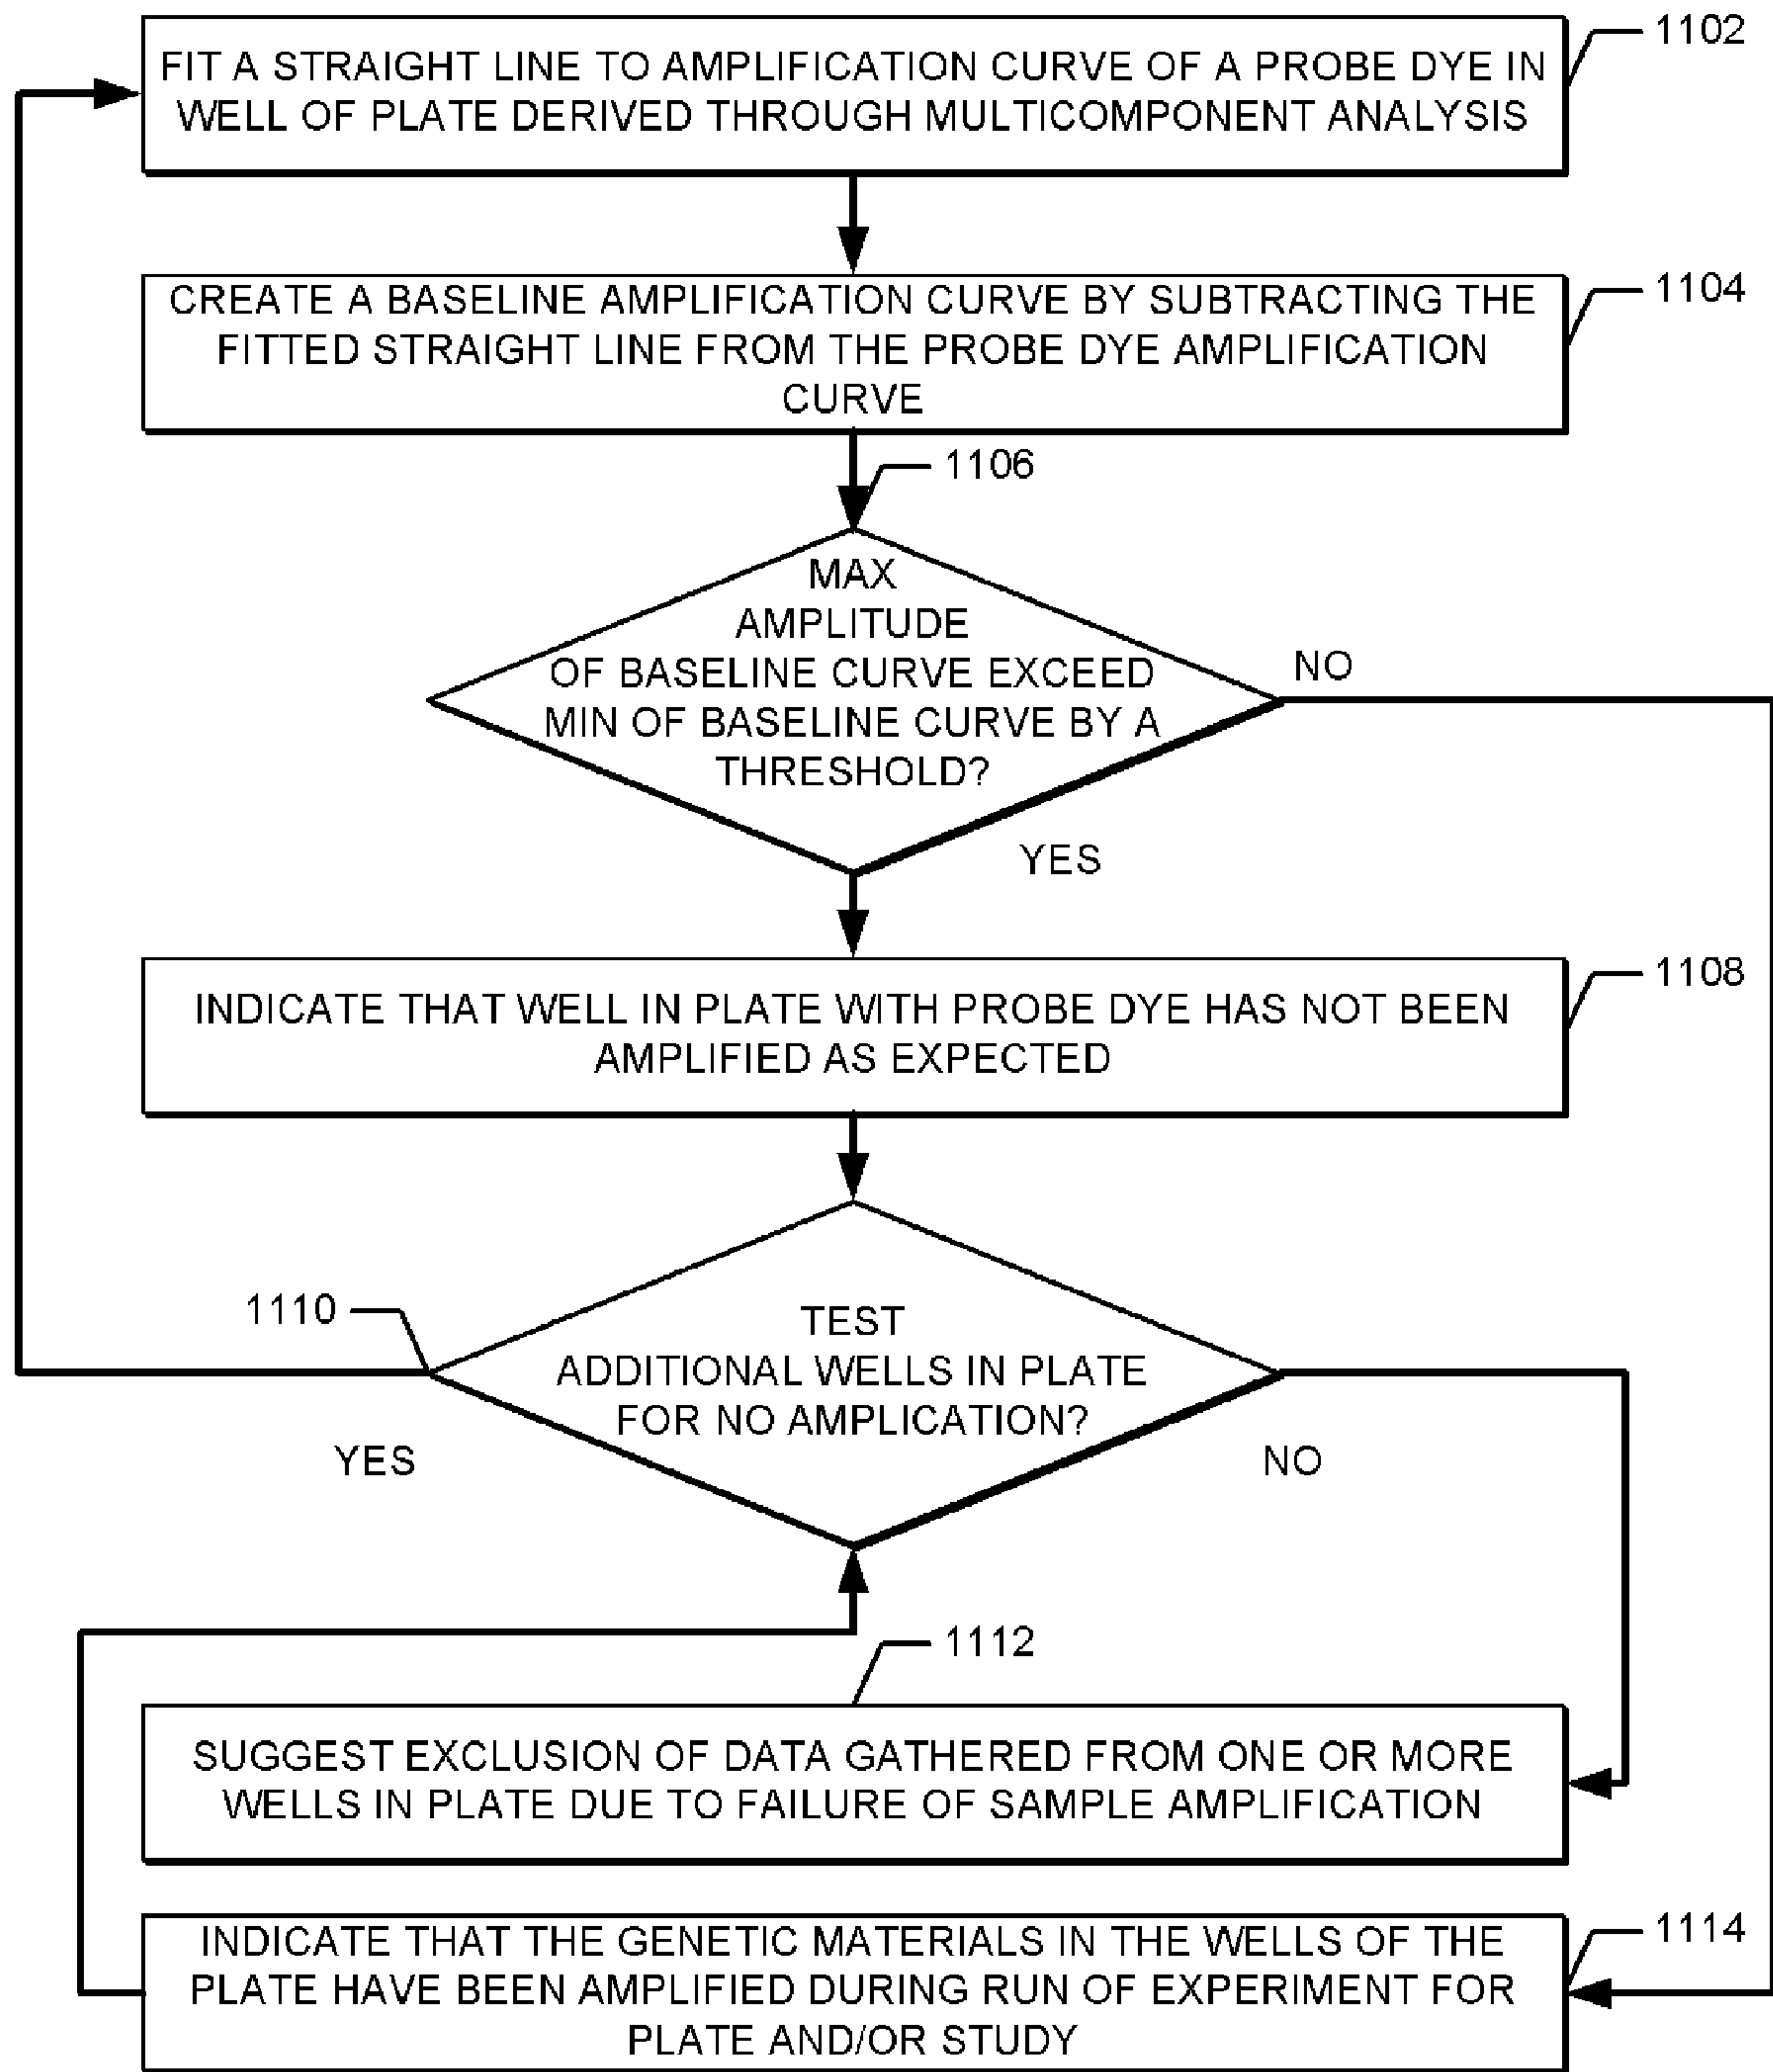 1102
FIT A STRAIGHT LINE TO AMPLIFICATION CURVE OF A PROBE DYE IN
WELL OF PLATE DERIVED THROUGH MULTICOMPONENT ANALYSIS
1104
CREATE A BASELINE AMPLIFICATION CURVE BY SUBTRACTING THE
FITTED STRAIGHT LINE FROM THE PROBE DYE AMPLIFICATION
CURVE
1106
MAX
AMPLITUDE
OF BASELINE CURVE EXCEED
MIN OF BASELINE CURVE BY A
THRESHOLD?
NO
YES
1108
INDICATE THAT WELL IN PLATE WITH PROBE DYE HAS NOT BEEN
AMPLIFIED AS EXPECTED
1110
TEST
ADDITIONAL WELLS IN PLATE
FOR NO AMPLICATION?
YES
NO
1112
SUGGEST EXCLUSION OF DATA GATHERED FROM ONE OR MORE
WELLS IN PLATE DUE TO FAILURE OF SAMPLE AMPLIFICATION
1114
INDICATE THAT THE GENETIC MATERIALS IN THE WELLS OF THE
PLATE HAVE BEEN AMPLIFIED DURING RUN OF EXPERIMENT FOR
PLATE AND/OR STUDY